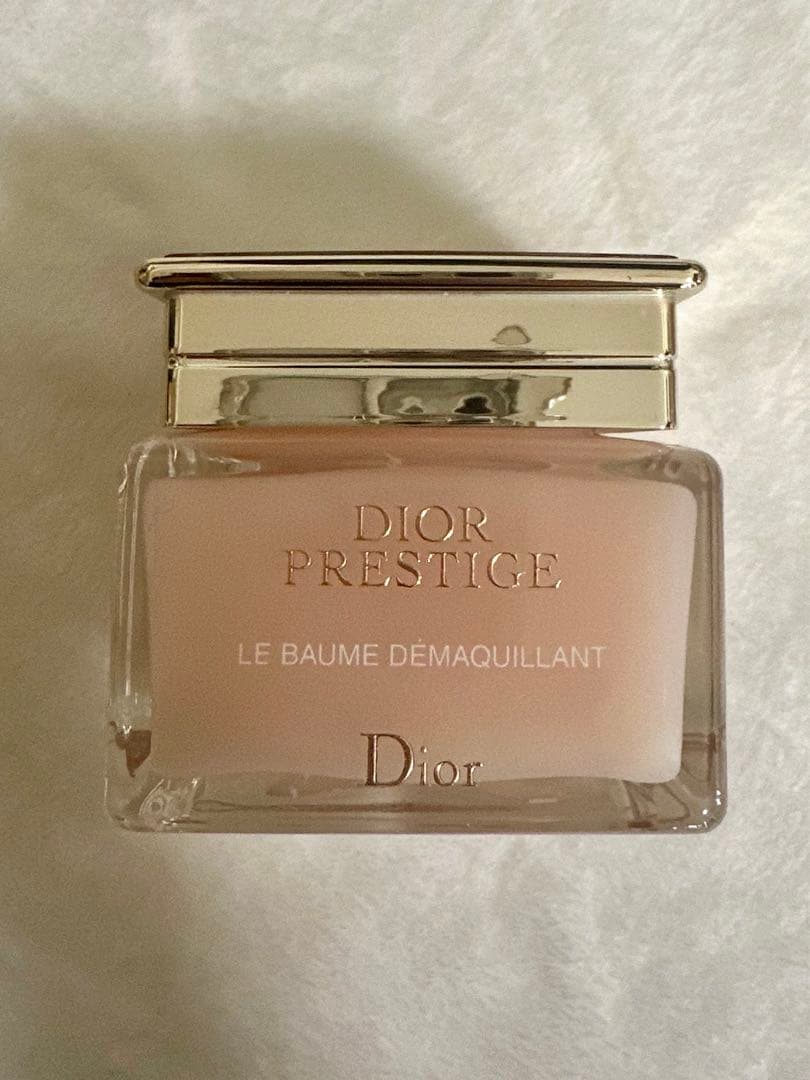 DIOR
PRESTIGE
LE BAUME DÉMAQUILLANT
Dior